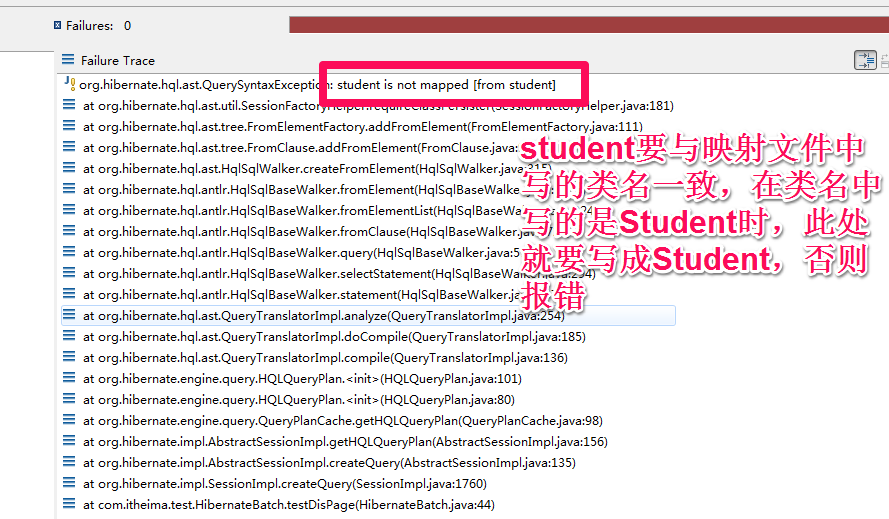 Failures: 0
Failure Trace
org.hibernate.hql.ast.QuerySyntaxException: student is not mapped [from student]
at org.hibernate.hql.ast.util.SessionFactoryHelper.requireClassPersister(SessionFactoryHelper.java:181)
at org.hibernate.hql.ast.tree.FromElementFactory.addFromElement(FromElementFactory.java:111)
at org.hibernate.hql.ast.tree.FromClause.addFromElement(FromClause.java
at org.hibernate.hql.ast.HqlSqlWalker.createFromElement(HqlSqlWalker.java:315)
at org.hibernate.hql.antlr.HqlSqlBaseWalker.fromElement(HqlSqlBaseWalker.java
at org.hibernate.hql.antlr.HqlSqlBaseWalker.fromElementList(HqlSqlBaseWalker
at org.hibernate.hql.antlr.HqlSqlBaseWalker.fromClause(HqlSqlBaseWalker.java
at org.hibernate.hql.antlr.HqlSqlBaseWalker.query(HqlSqlBaseWalker.java:5
at org.hibernate.hql.antlr.HqlSqlBaseWalker.selectStatement(HqlSqlBaseWalker.java
at org.hibernate.hql.antlr.HqlSqlBaseWalker.statement(HqlSqlBaseWalker.java
at org.hibernate.hql.ast.QueryTranslatorImpl.analyze(QueryTranslatorImpl.java:254)
at org.hibernate.hql.ast.QueryTranslatorImpl.doCompile(QueryTranslatorImpl.java:185)
at org.hibernate.hql.ast.QueryTranslatorImpl.compile(QueryTranslatorImpl.java:136)
at org.hibernate.engine.query.HQLQueryPlan.<init>(HQLQueryPlan.java:101)
at org.hibernate.engine.query.HQLQueryPlan.<init>(HQLQueryPlan.java:80)
at org.hibernate.engine.query.QueryPlanCache.getHQLQueryPlan(QueryPlanCache.java:98)
at org.hibernate.impl.AbstractSessionImpl.getHQLQueryPlan(AbstractSessionImpl.java:156)
at org.hibernate.impl.AbstractSessionImpl.createQuery(AbstractSessionImpl.java:135)
at org.hibernate.impl.SessionImpl.createQuery(SessionImpl.java:1760)
at com.itheima.test.HibernateBatch.testDisPage(HibernateBatch.java:44)
student要与映射文件中
写的类名一致，在类名中
写的是Student时，此处
就要写成Student，否则
报错